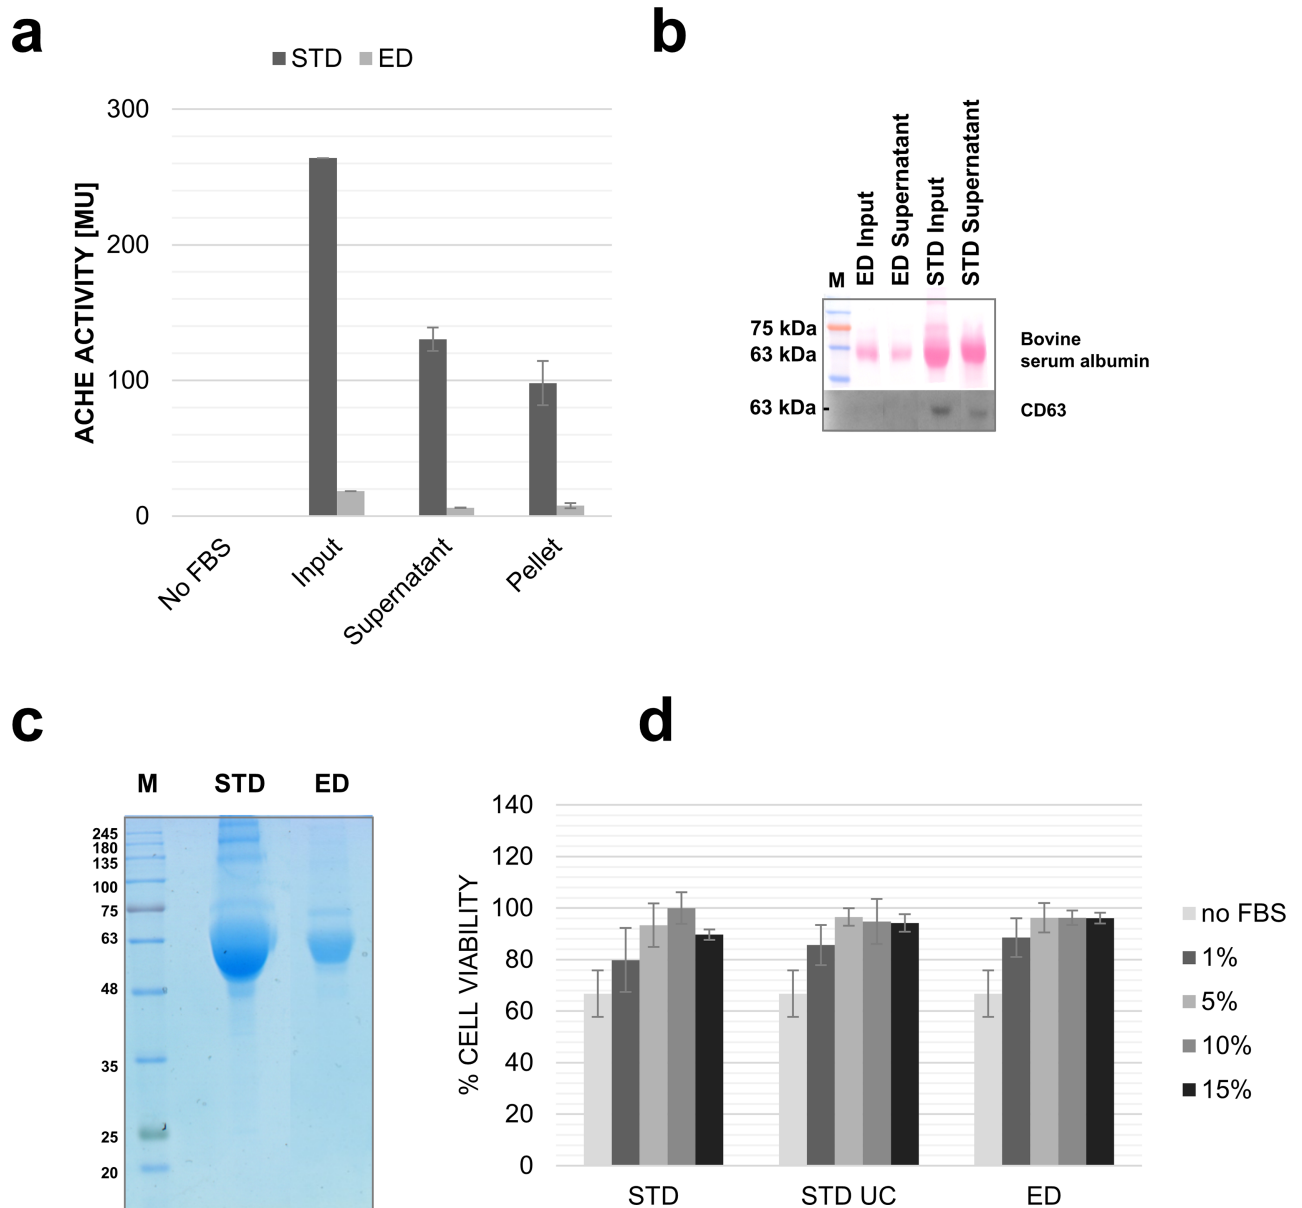 a
STD ED
ACHE ACTIVITY [MU]
300
200
100
0
No FBS
Input
Supernatant
Pellet
b
M
ED Input
ED Supernatant
STD Input
STD Supernatant
75 kDa
63 kDa
Bovine
serum albumin
63 kDa
CD63
c
M STD ED
245
180
135
100
75
63
48
35
25
20
d
% CELL VIABILITY
140
120
100
80
60
40
20
0
STD STD UC ED
no FBS
1%
5%
10%
15%